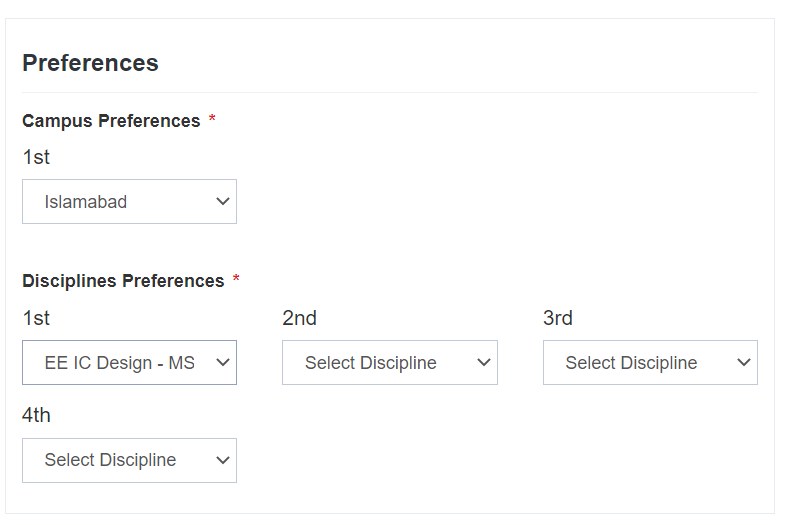 Preferences
Campus Preferences *
1st
Islamabad
Disciplines Preferences *
1st 2nd 3rd
EE IC Design - MS Select Discipline Select Discipline
4th
Select Discipline